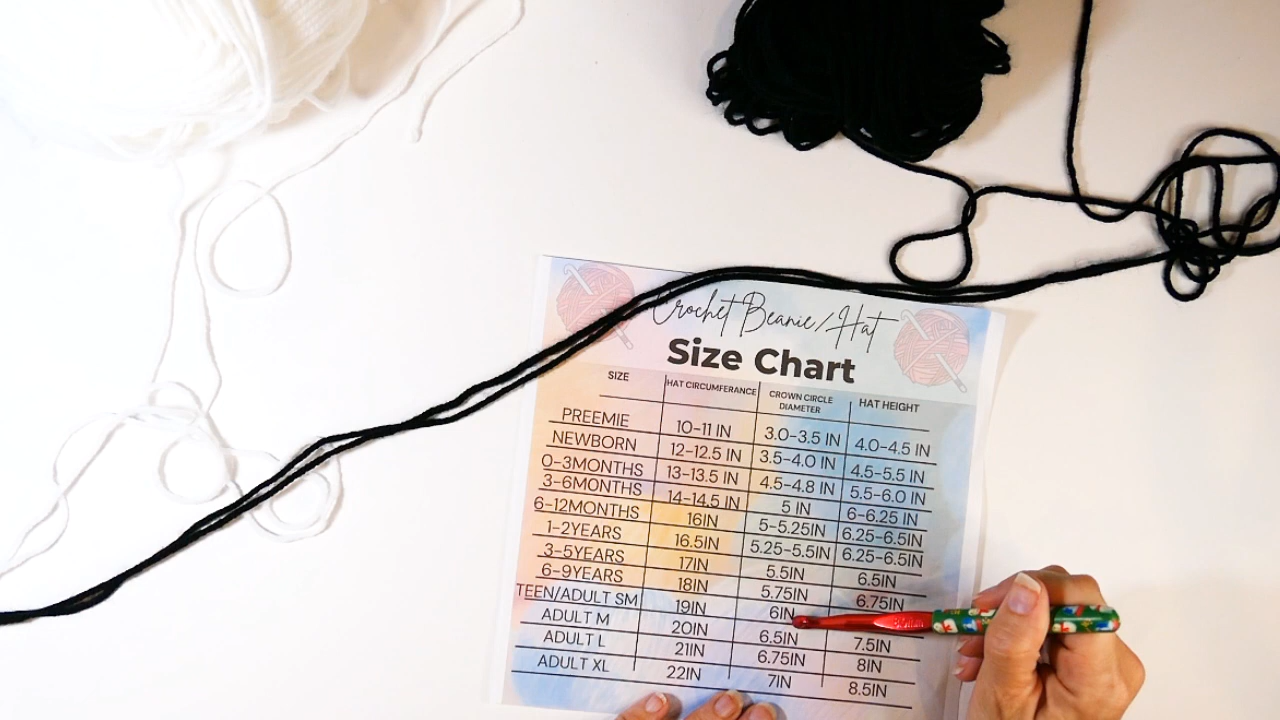 Crochet Beanie/Hat
Size Chart
SIZE HAT CIRCUMFERANCE CROWN CIRCLE DIAMETER HAT HEIGHT
PREEMIE 10-11 IN 3.0-3.5 IN 4.0-4.5 IN
NEWBORN 12-12.5 IN 3.5-4.0 IN 4.5-5.5 IN
0-3MONTHS 13-13.5 IN 4.5-4.8 IN 5.5-6.0 IN
3-6MONTHS 14-14.5 IN 5 IN 6-6.25 IN
6-12MONTHS 16IN 5-5.25IN 6.25-6.5IN
1-2YEARS 16.5IN 5.25-5.5IN 6.25-6.5IN
3-5YEARS 17IN 5.5IN 6.5IN
6-9YEARS 18IN 5.75IN 6.75IN
TEEN/ADULT SM 19IN 6IN
ADULT M 20IN 6.5IN 7.5IN
ADULT L 21IN 6.75IN 8IN
ADULT XL 22IN 7IN 8.5IN